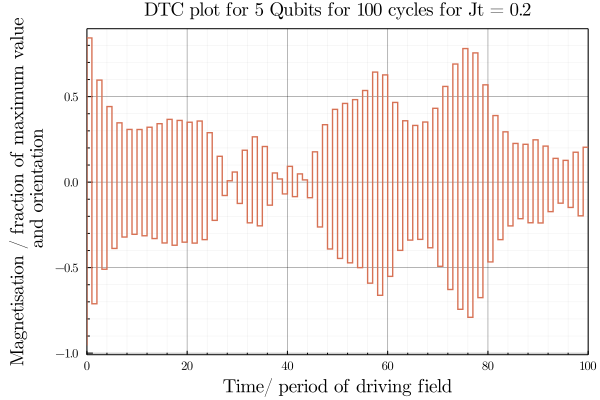 DTC plot for 5 Qubits for 100 cycles for Jt = 0.2
Magnetisation / fraction of maximum value
and orientation
0.5
0.0
−0.5
−1.0
0 20 40 60 80 100
Time/ period of driving field